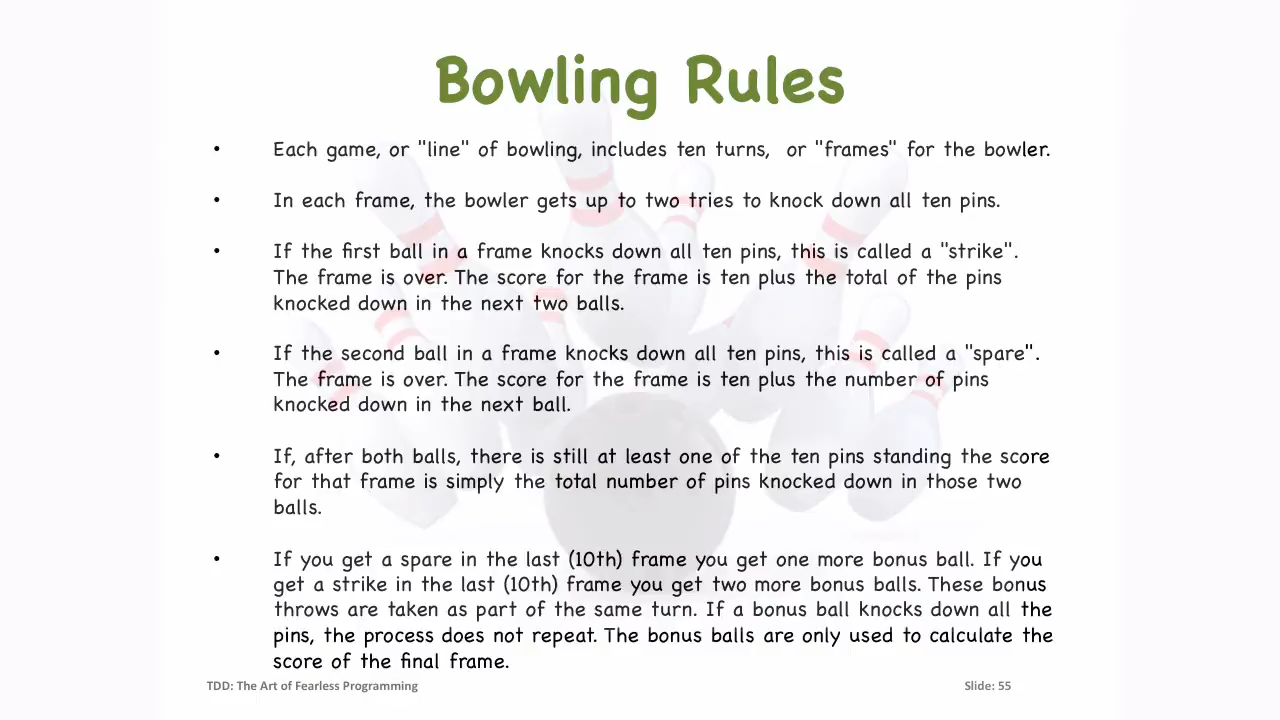 Bowling Rules
• Each game, or "line" of bowling, includes ten turns,  or "frames" for the bowler.
• In each frame, the bowler gets up to two tries to knock down all ten pins.
• If the first ball in a frame knocks down all ten pins, this is called a "strike".
The frame is over. The score for the frame is ten plus the total of the pins
knocked down in the next two balls.
• If the second ball in a frame knocks down all ten pins, this is called a "spare".
The frame is over. The score for the frame is ten plus the number of pins
knocked down in the next ball.
• If, after both balls, there is still at least one of the ten pins standing the score
for that frame is simply the total number of pins knocked down in those two
balls.
• If you get a spare in the last (10th) frame you get one more bonus ball. If you
get a strike in the last (10th) frame you get two more bonus balls. These bonus
throws are taken as part of the same turn. If a bonus ball knocks down all the
pins, the process does not repeat. The bonus balls are only used to calculate the
score of the final frame.
TDD: The Art of Fearless Programming
Slide: 55